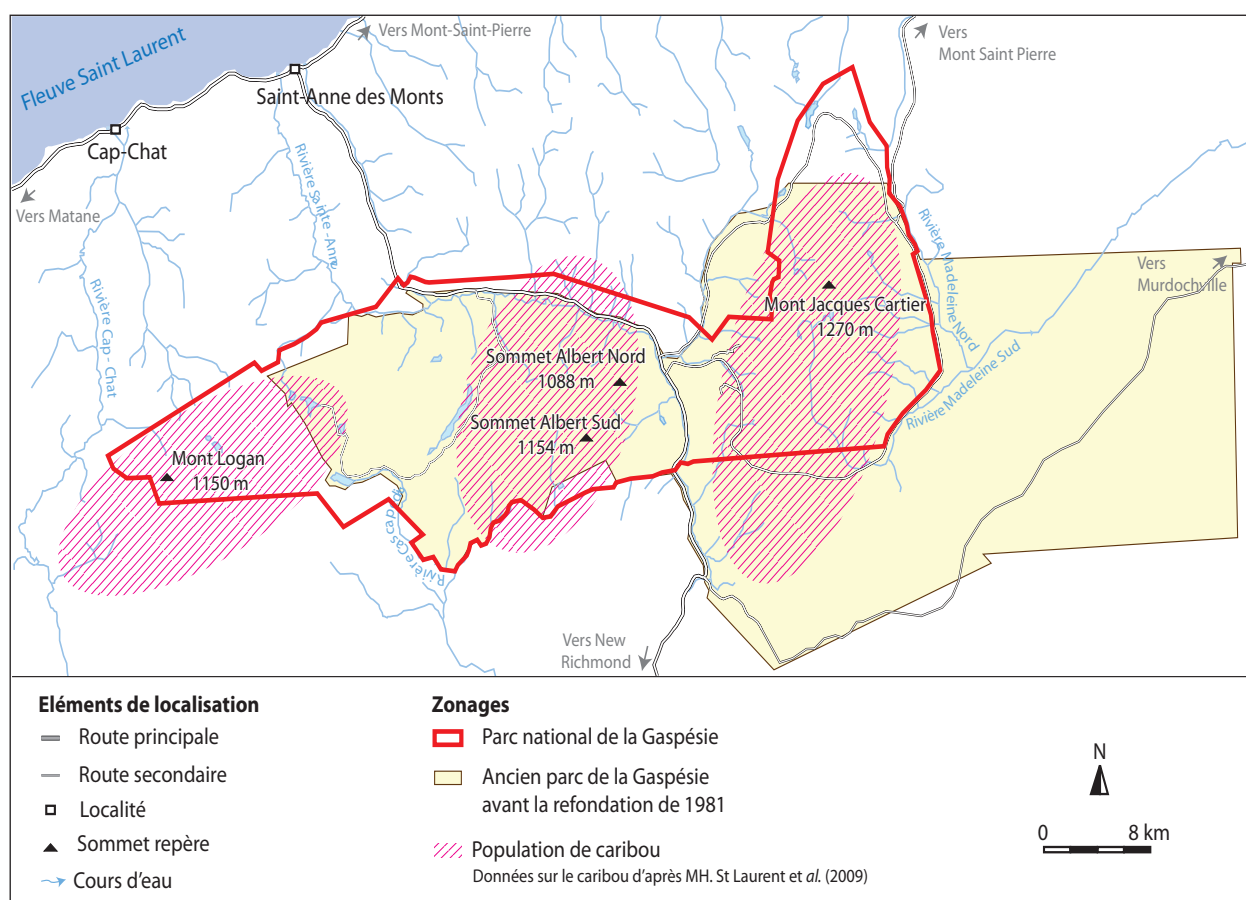 Vers Mont-Saint-Pierre
Vers
Mont Saint Pierre
Fleuve Saint Laurent
Saint-Anne des Monts
Cap-Chat
Rivière Sainte-Anne
Vers Matane
Rivière Madeleine Nord
Vers
Murdochville
Rivière Cap-Chat
Mont Jacques Cartier
1270 m
Sommet Albert Nord
1088 m
Rivière Madeleine Sud
Sommet Albert Sud
1154 m
Mont Logan
1150 m
Rivière Cascapédia
Vers New
Richmond
Eléments de localisation
Route principale
Route secondaire
Localité
Sommet repère
Cours d'eau
Zonages
Parc national de la Gaspésie
Ancien parc de la Gaspésie
avant la refondation de 1981
Population de caribou
Données sur le caribou d'après MH. St Laurent et al. (2009)
N
0 8 km